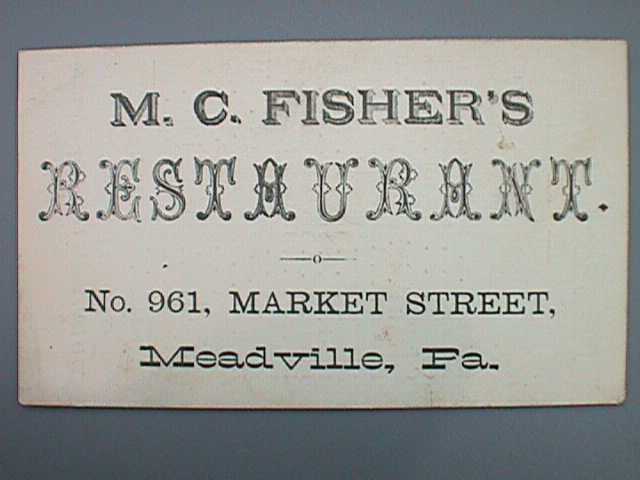 M. C. FISHER'S
RESTAURANT.
No. 961, MARKET STREET,
Meadville, Pa.